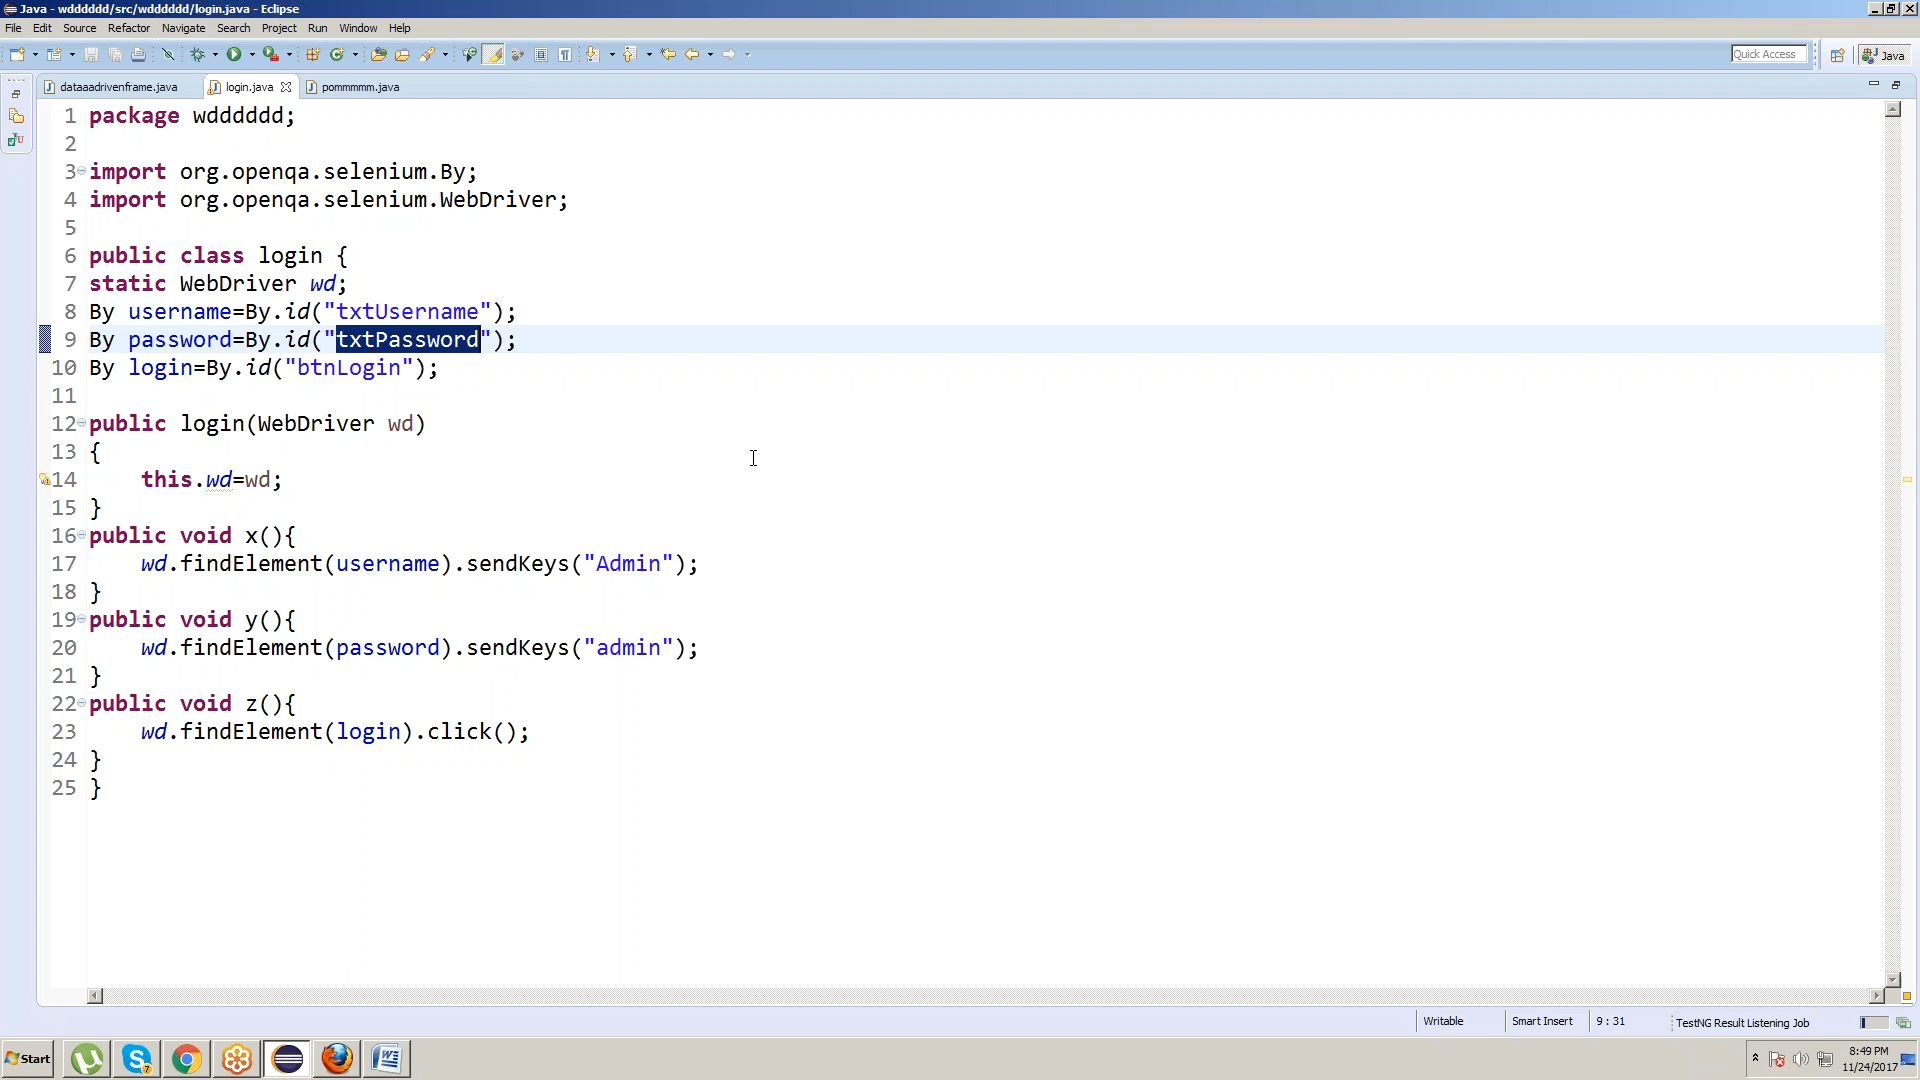 Java - wdddddd/src/wdddddd/login.java - Eclipse
File Edit Source Refactor Navigate Search Project Run Window Help
Quick Access
Java
dataaadrivenframe.java
login.java
pommmmm.java
1 package wdddddd;
2
3 import org.openqa.selenium.By;
4 import org.openqa.selenium.WebDriver;
5
6 public class login {
7 static WebDriver wd;
8 By username=By.id("txtUsername");
9 By password=By.id("txtPassword");
10 By login=By.id("btnLogin");
11
12 public login(WebDriver wd)
13 {
14 this.wd=wd;
15 }
16 public void x(){
17 wd.findElement(username).sendKeys("Admin");
18 }
19 public void y(){
20 wd.findElement(password).sendKeys("admin");
21 }
22 public void z(){
23 wd.findElement(login).click();
24 }
25 }
Writable
Smart Insert
9 : 31
TestNG Result Listening Job
Start
8:49 PM
11/24/2017